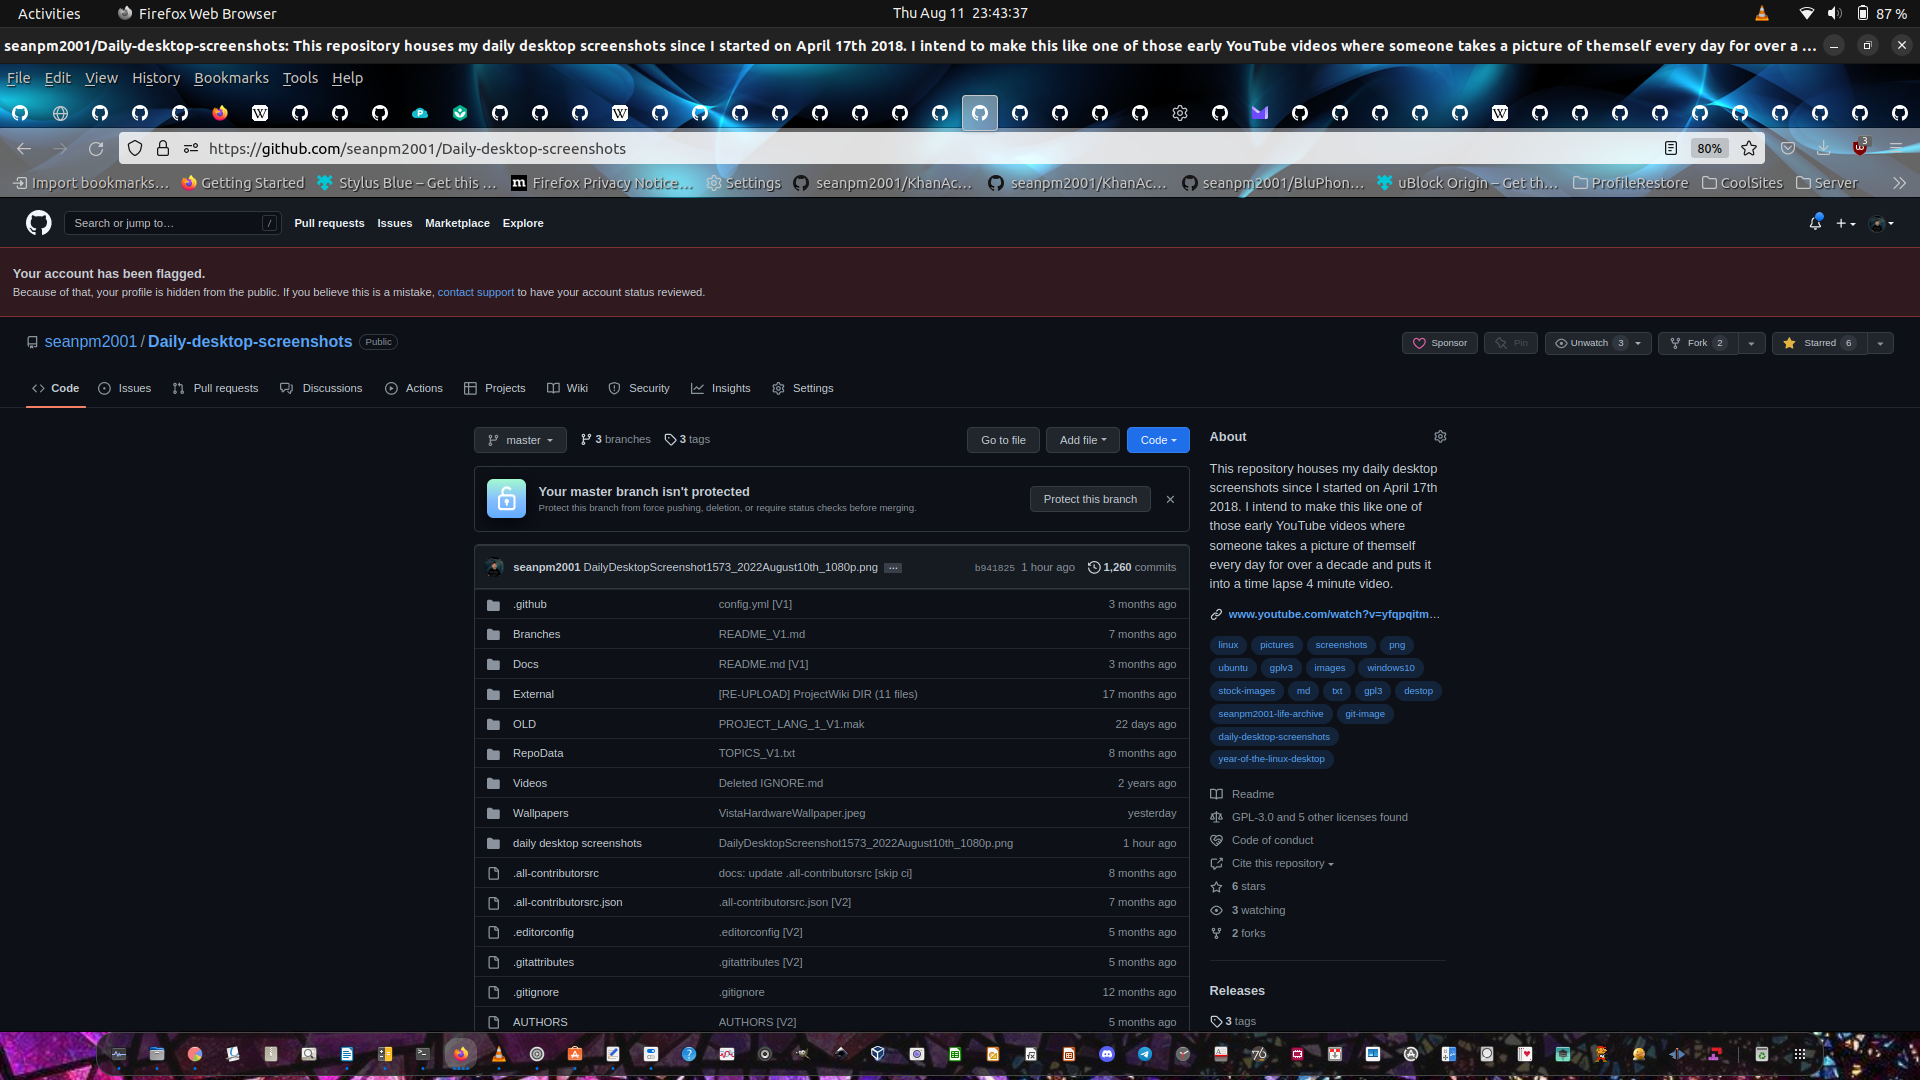 Activities
Firefox Web Browser
Thu Aug 11 23:43:37
87 %
seanpm2001/Daily-desktop-screenshots: This repository houses my daily desktop screenshots since I started on April 17th 2018. I intend to make this like one of those early YouTube videos where someone takes a picture of themself every day for over a ...
File Edit View History Bookmarks Tools Help
https://github.com/seanpm2001/Daily-desktop-screenshots
80%
3
Import bookmarks... Getting Started Stylus Blue – Get this ... Firefox Privacy Notice... Settings seanpm2001/KhanAc... seanpm2001/KhanAc... seanpm2001/BluPhon... uBlock Origin – Get th... ProfileRestore CoolSites Server
Search or jump to... /
Pull requests Issues Marketplace Explore
Your account has been flagged.
Because of that, your profile is hidden from the public. If you believe this is a mistake, contact support to have your account status reviewed.
seanpm2001 / Daily-desktop-screenshots Public
Sponsor Pin Unwatch 3 Fork 2 Starred 6
Code Issues Pull requests Discussions Actions Projects Wiki Security Insights Settings
master 3 branches 3 tags
Go to file Add file Code
Your master branch isn't protected
Protect this branch from force pushing, deletion, or require status checks before merging.
Protect this branch
seanpm2001 DailyDesktopScreenshot1573_2022August10th_1080p.png ... b941825 1 hour ago 1,260 commits
.github config.yml [V1] 3 months ago
Branches README_V1.md 7 months ago
Docs README.md [V1] 3 months ago
External [RE-UPLOAD] ProjectWiki DIR (11 files) 17 months ago
OLD PROJECT_LANG_1_V1.mak 22 days ago
RepoData TOPICS_V1.txt 8 months ago
Videos Deleted IGNORE.md 2 years ago
Wallpapers VistaHardwareWallpaper.jpeg yesterday
daily desktop screenshots DailyDesktopScreenshot1573_2022August10th_1080p.png 1 hour ago
.all-contributorsrc docs: update .all-contributorsrc [skip ci] 8 months ago
.all-contributorsrc.json .all-contributorsrc.json [V2] 7 months ago
.editorconfig .editorconfig [V2] 5 months ago
.gitattributes .gitattributes [V2] 5 months ago
.gitignore .gitignore 12 months ago
AUTHORS AUTHORS [V2] 5 months ago
About
This repository houses my daily desktop
screenshots since I started on April 17th
2018. I intend to make this like one of
those early YouTube videos where
someone takes a picture of themself
every day for over a decade and puts it
into a time lapse 4 minute video.
www.youtube.com/watch?v=yfqpqitm...
linux pictures screenshots png
ubuntu gplv3 images windows10
stock-images md txt gpl3 destop
seanpm2001-life-archive git-image
daily-desktop-screenshots
year-of-the-linux-desktop
Readme
GPL-3.0 and 5 other licenses found
Code of conduct
Cite this repository
6 stars
3 watching
2 forks
Releases
3 tags